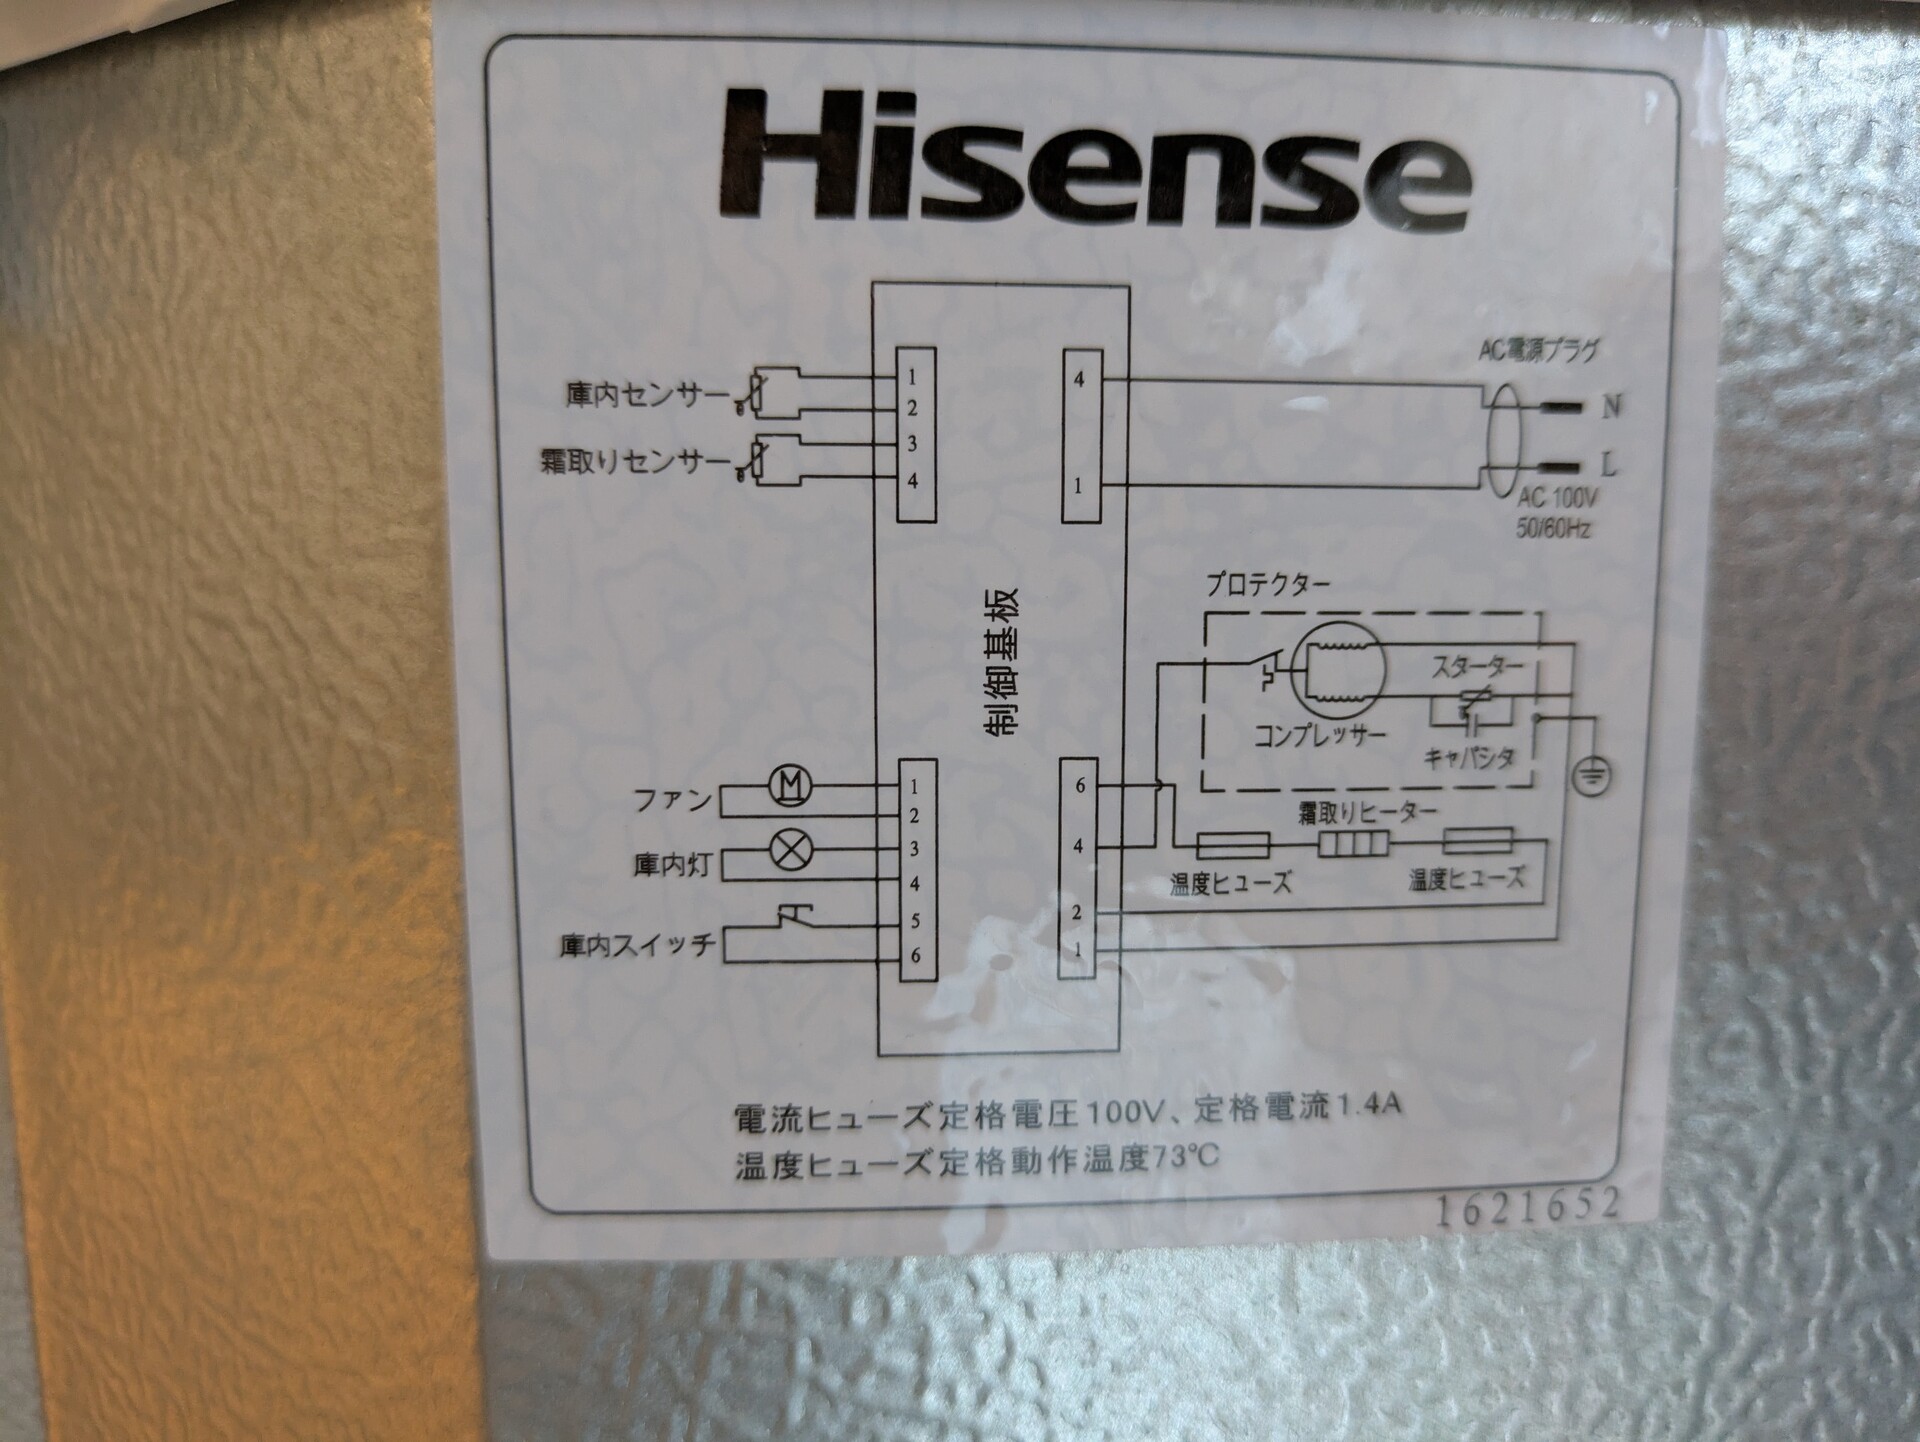 Hisense
AC電源プラグ
庫内センサー
1
2
霜取りセンサー
3
4
4
1
N
L
AC 100V
50/60Hz
制御基板
プロテクター
スターター
コンプレッサー
キャパシタ
ファン
1
2
庫内灯
3
4
庫内スイッチ
5
6
6
4
2
1
霜取りヒーター
温度ヒューズ
温度ヒューズ
電流ヒューズ定格電圧100V、定格電流1.4A
温度ヒューズ定格動作温度73℃
1621652